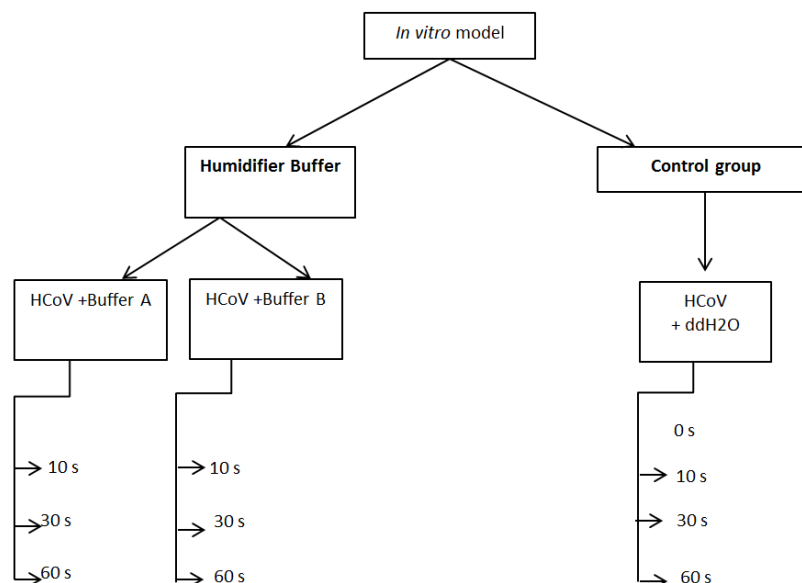 In vitro model
Humidifier Buffer
Control group
HCoV +Buffer A
HCoV +Buffer B
HCoV
+ ddH2O
0 s
10 s
30 s
60 s
10 s
30 s
60 s
10 s
30 s
60 s